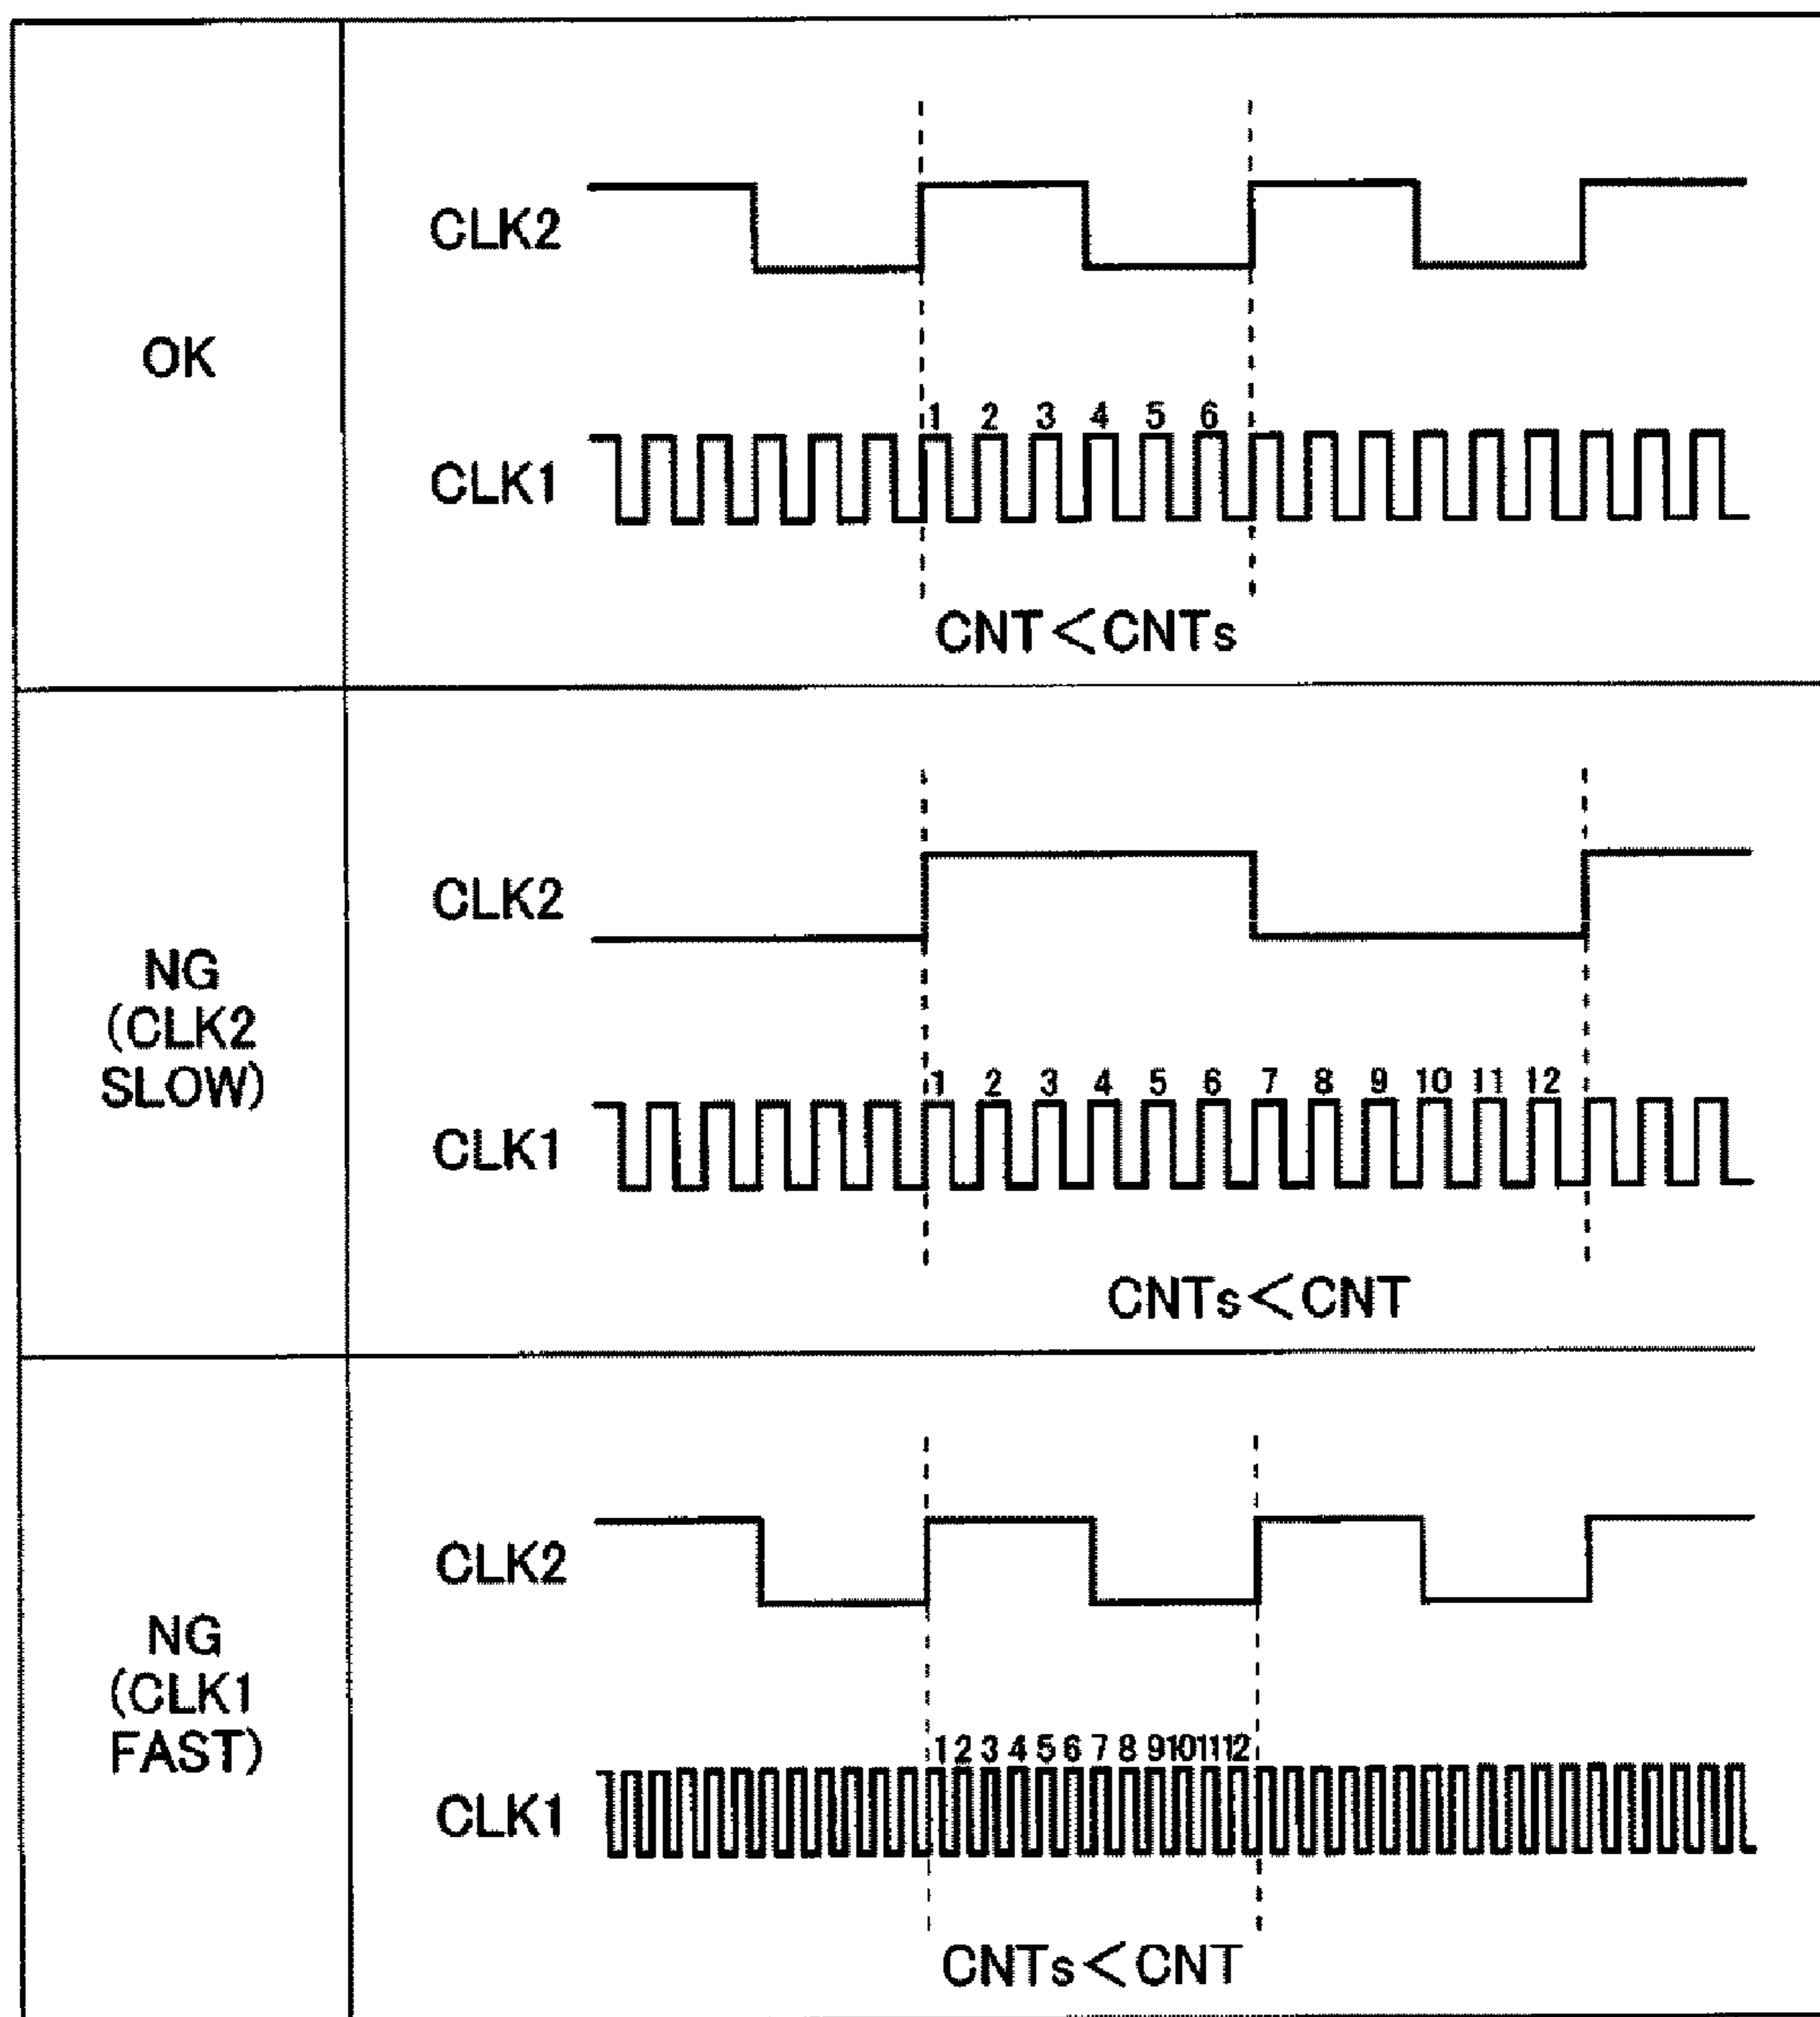 OK
CLK2
1 2 3 4 5 6
CLK1
CNT<CNTs
NG
(CLK2
SLOW)
CLK2
1 2 3 4 5 6 7 8 9 10 11 12
CLK1
CNTs<CNT
NG
(CLK1
FAST)
CLK2
1 2 3 4 5 6 7 8 9 10 11 12
CLK1
CNTs<CNT